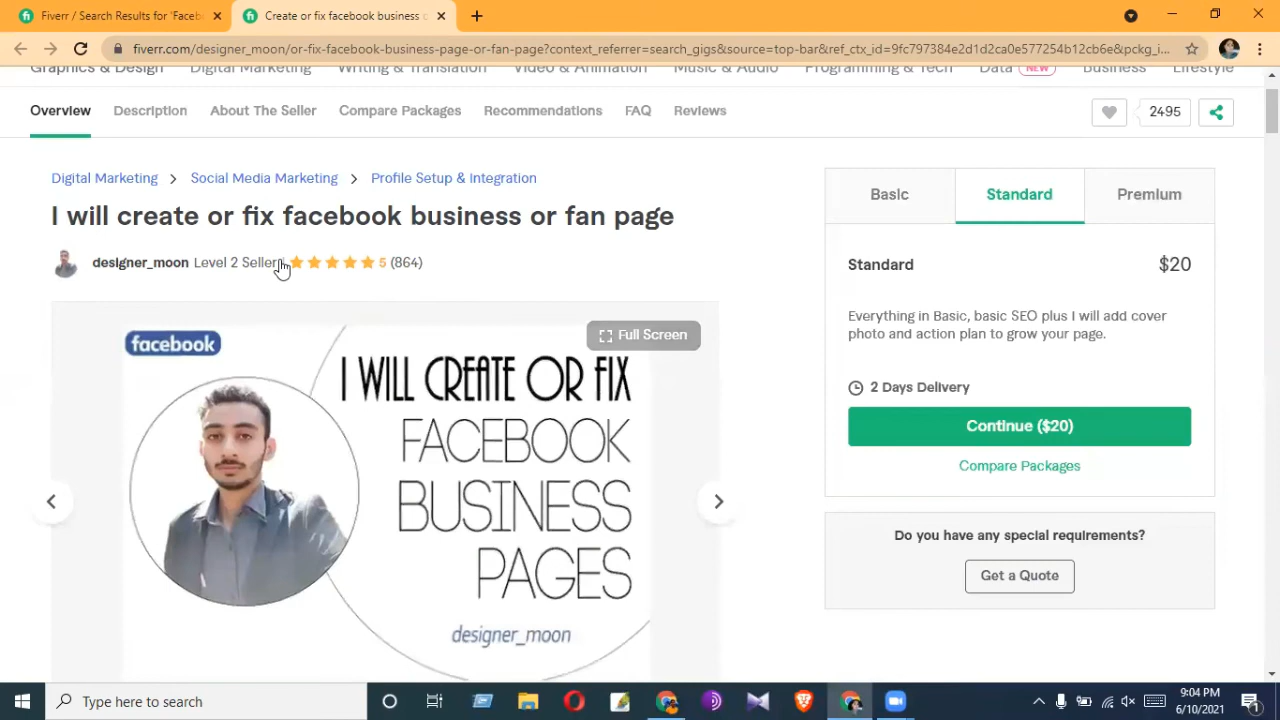 Fiverr / Search Results for 'Faceb
Create or fix facebook business o
fiverr.com/designer_moon/or-fix-facebook-business-page-or-fan-page?context_referrer=search_gigs&source=top-bar&ref_ctx_id=9fc797384e2d1d2ca0e577254b12cb6e&pckg_i...
Graphics & Design Digital Marketing Writing & Translation Video & Animation Music & Audio Programming & Tech Data NEW Business Lifestyle
Overview Description About The Seller Compare Packages Recommendations FAQ Reviews 2495
Digital Marketing > Social Media Marketing > Profile Setup & Integration
I will create or fix facebook business or fan page
designer_moon Level 2 Seller 5 (864)
Full Screen
facebook
I WILL CREATE OR FIX
FACEBOOK
BUSINESS
PAGES
designer_moon
Basic Standard Premium
Standard $20
Everything in Basic, basic SEO plus I will add cover
photo and action plan to grow your page.
2 Days Delivery
Continue ($20)
Compare Packages
Do you have any special requirements?
Get a Quote
Type here to search
9:04 PM
6/10/2021
1